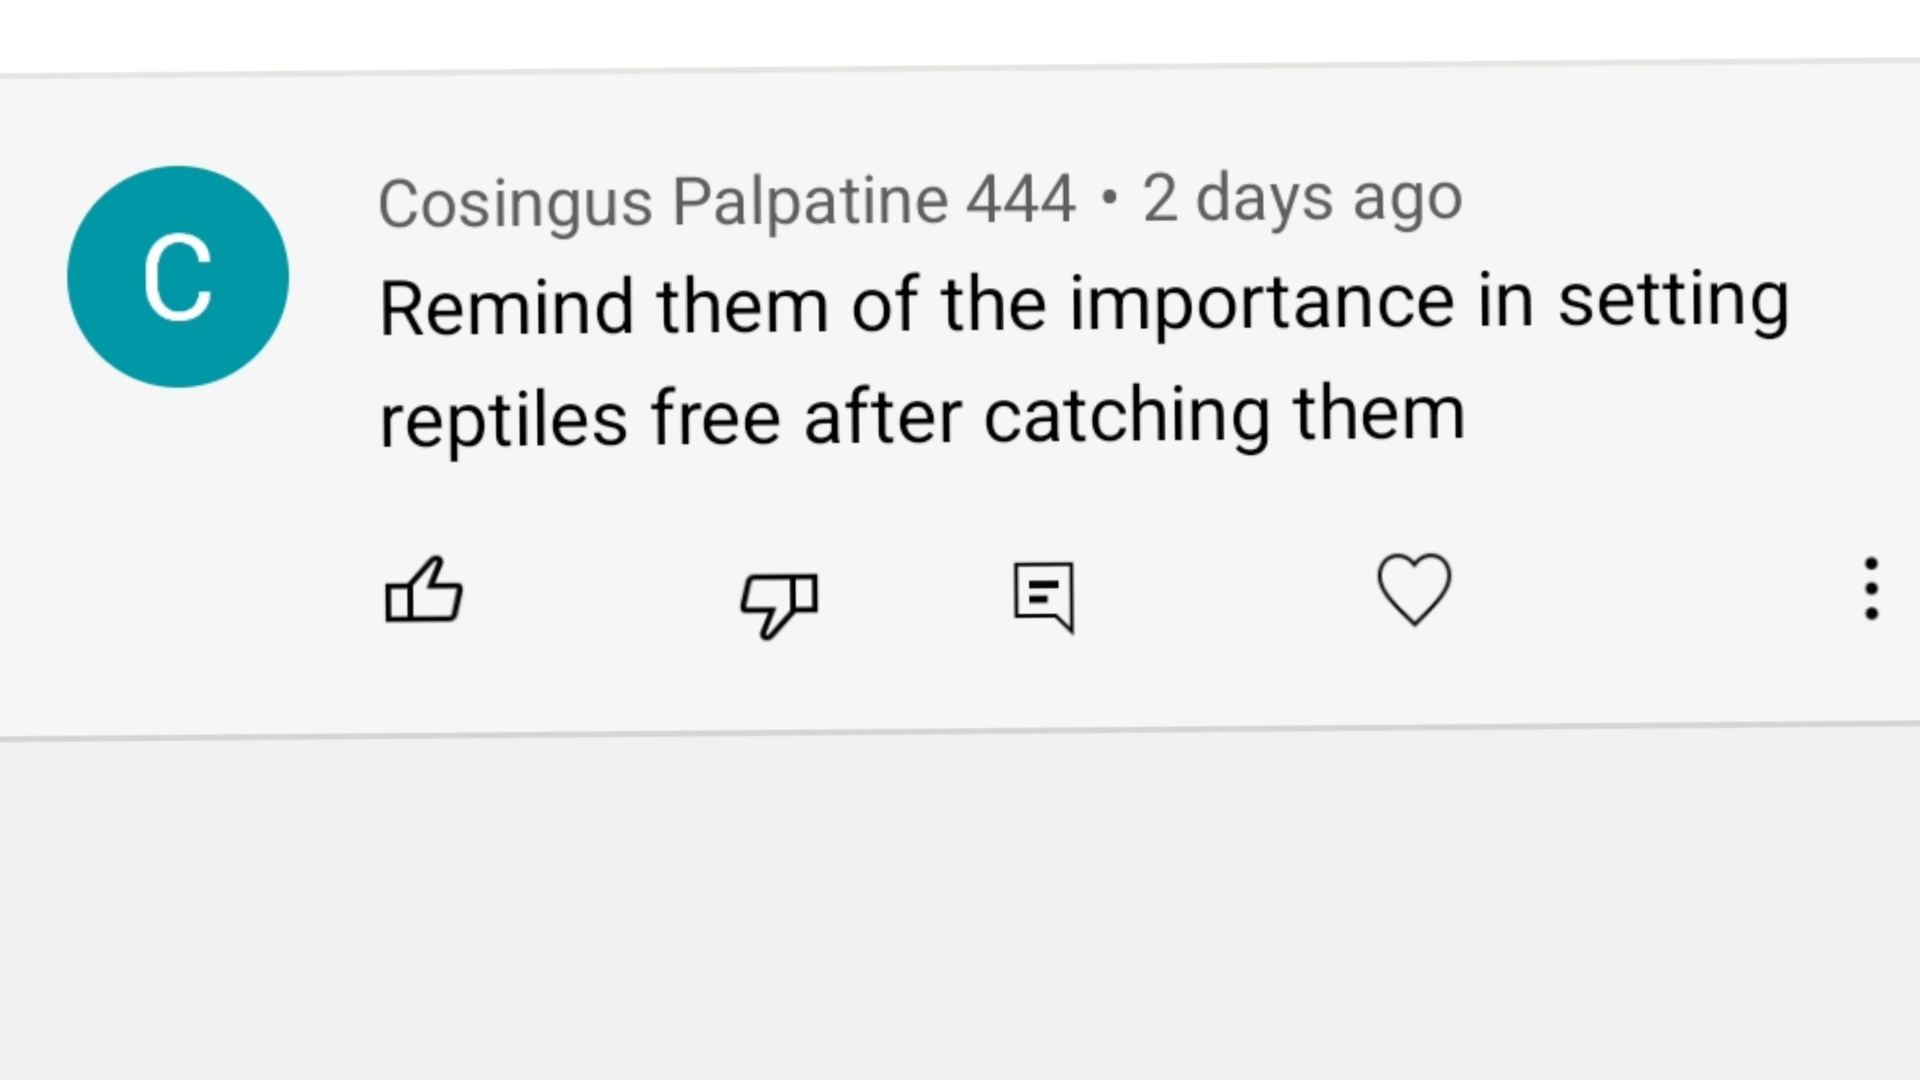 C
Cosingus Palpatine 444 • 2 days ago
Remind them of the importance in setting
reptiles free after catching them